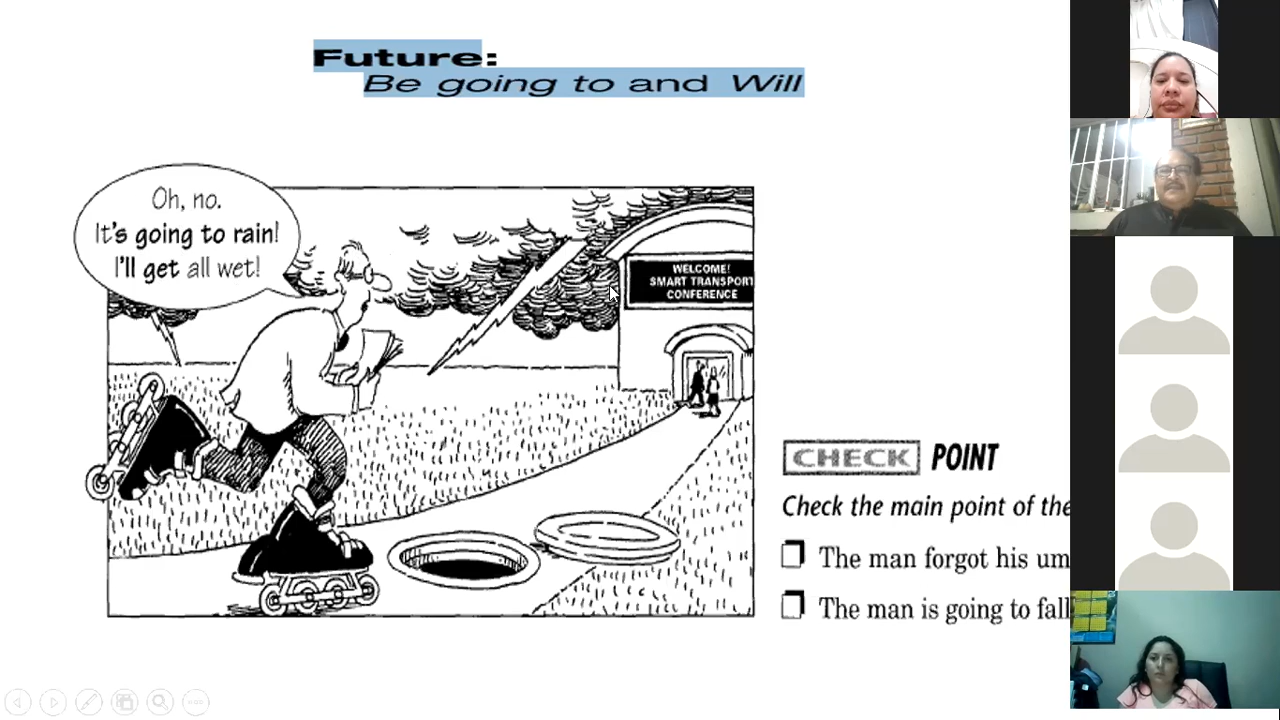 Future:
Be going to and Will
Oh, no.
It's going to rain!
I'll get all wet!
WELCOME!
SMART TRANSPORT
CONFERENCE
CHECK POINT
Check the main point of the
The man forgot his um
The man is going to fall